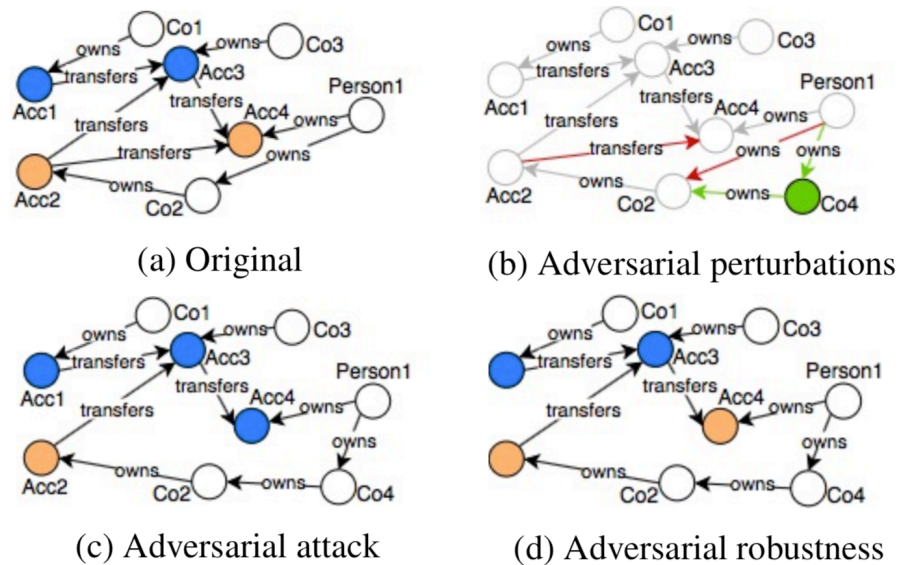 Co1
owns
owns
Co3
Acc3
transfers
Acc1
transfers
Person1
Acc4
transfers
owns
transfers
owns
Acc2
owns
Co2
(a) Original
Co1
owns
owns
Co3
Acc3
transfers
Acc1
transfers
Person1
Acc4
transfers
owns
transfers
owns
owns
Acc2
owns
Co2
owns
Co4
(b) Adversarial perturbations
Co1
owns
owns
Co3
transfers
Acc3
Acc1
transfers
Person1
Acc4
transfers
owns
owns
Acc2
owns
Co2
owns
Co4
(c) Adversarial attack
Co1
owns
owns
Co3
transfers
Acc3
transfers
Person1
Acc4
transfers
owns
owns
owns
Co2
owns
Co4
(d) Adversarial robustness